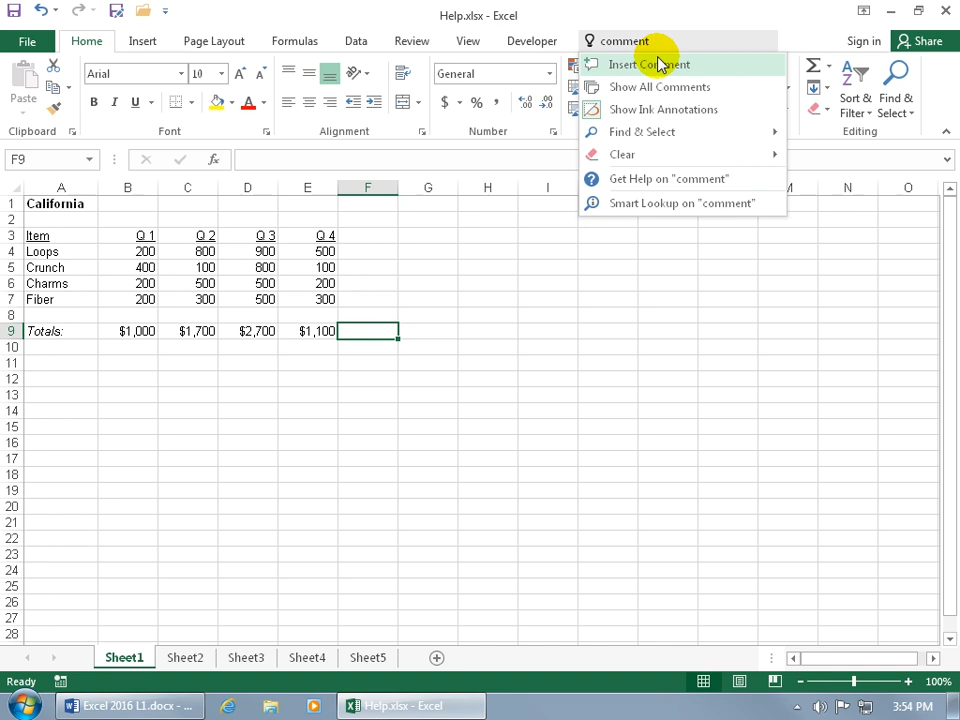 Help.xlsx - Excel
File Home Insert Page Layout Formulas Data Review View Developer comment Sign in Share
Paste Arial 10 General Sort & Filter Find & Select
Clipboard Font Alignment Number Editing
Insert Comment
Show All Comments
Show Ink Annotations
Find & Select
Clear
Get Help on "comment"
Smart Lookup on "comment"
F9 fx
A B C D E F G H I M N O
1 California
2
3 Item Q 1 Q 2 Q 3 Q 4
4 Loops 200 800 900 500
5 Crunch 400 100 800 100
6 Charms 200 500 500 200
7 Fiber 200 300 500 300
8
9 Totals: $1,000 $1,700 $2,700 $1,100
10
11
12
13
14
15
16
17
18
19
20
21
22
23
24
25
26
27
28
Sheet1 Sheet2 Sheet3 Sheet4 Sheet5
Ready 100%
Excel 2016 L1.docx - ... Help.xlsx - Excel 3:54 PM